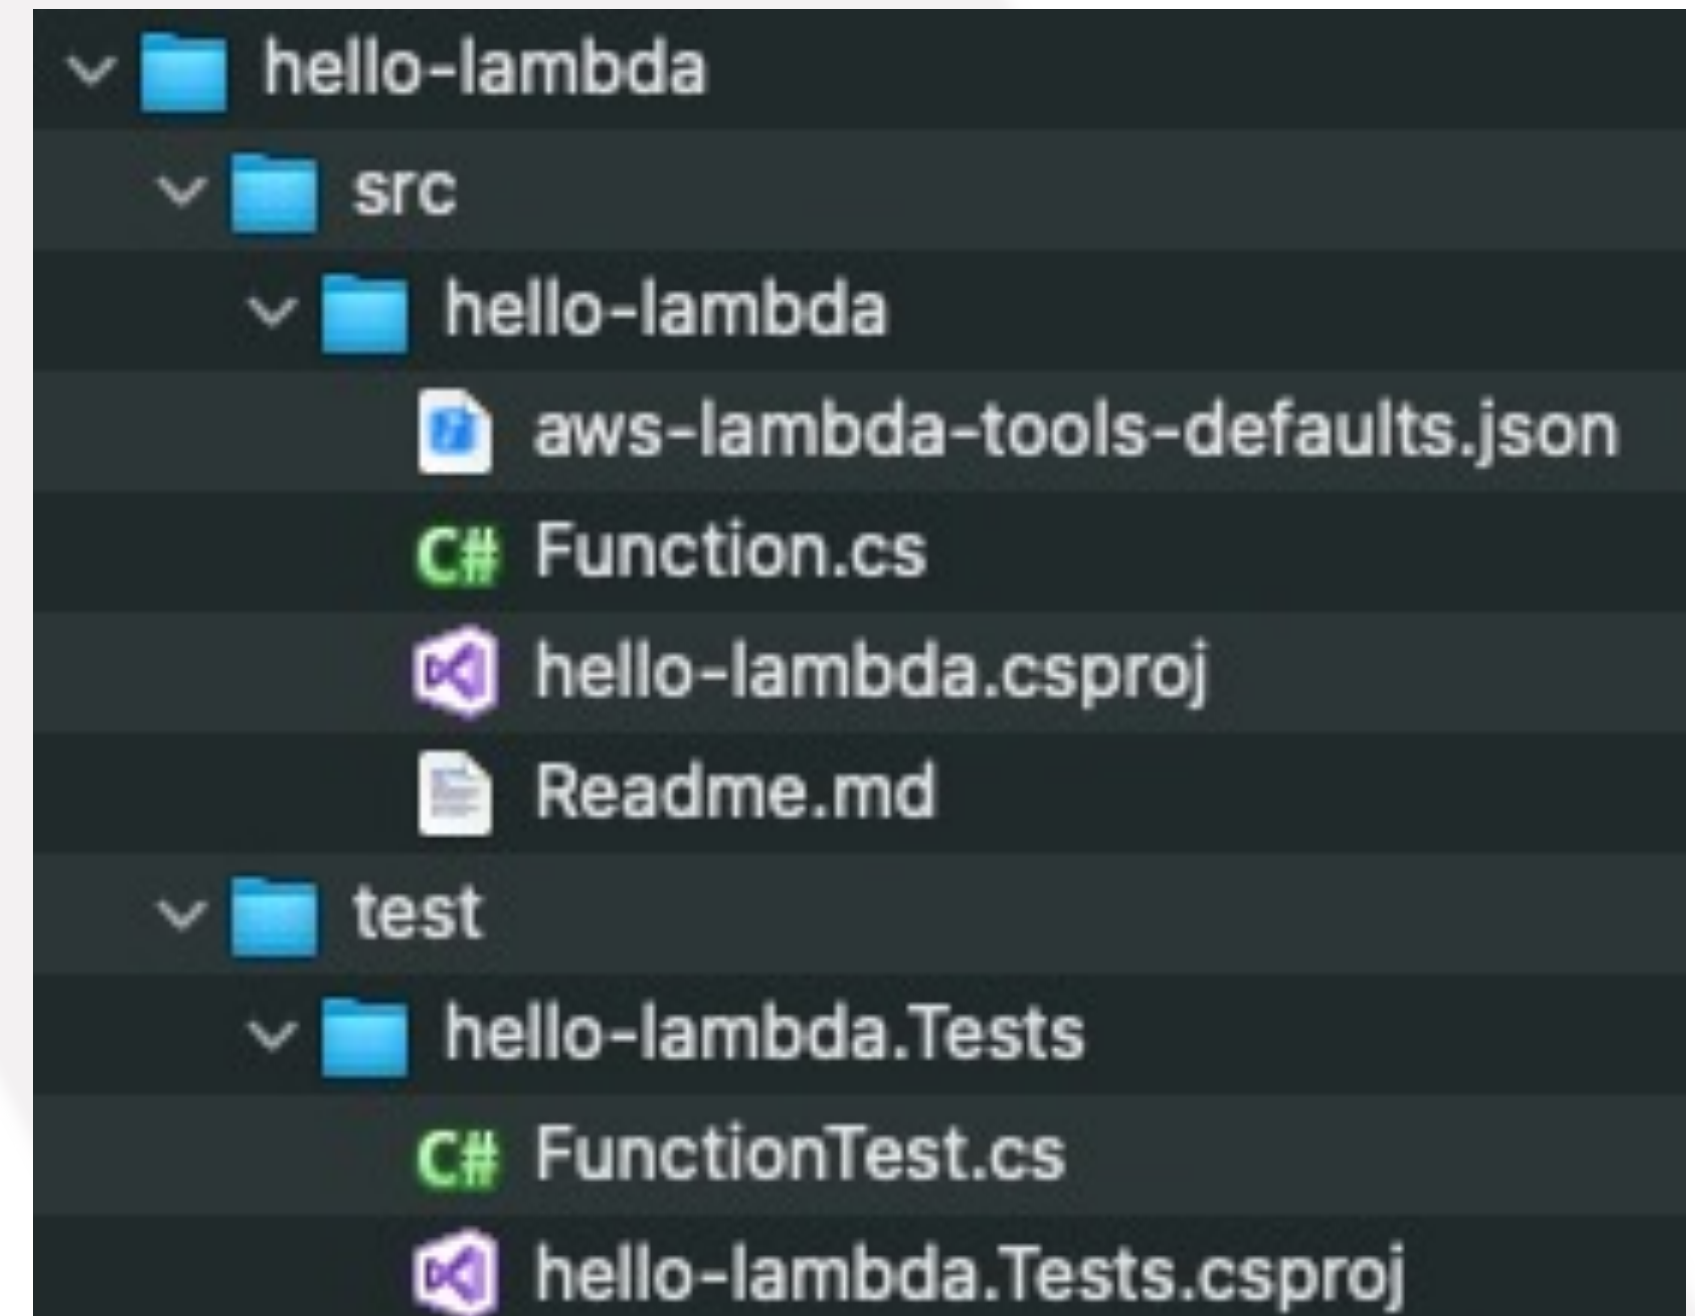 hello-lambda
src
hello-lambda
aws-lambda-tools-defaults.json
C# Function.cs
hello-lambda.csproj
Readme.md
test
hello-lambda.Tests
C# FunctionTest.cs
hello-lambda.Tests.csproj